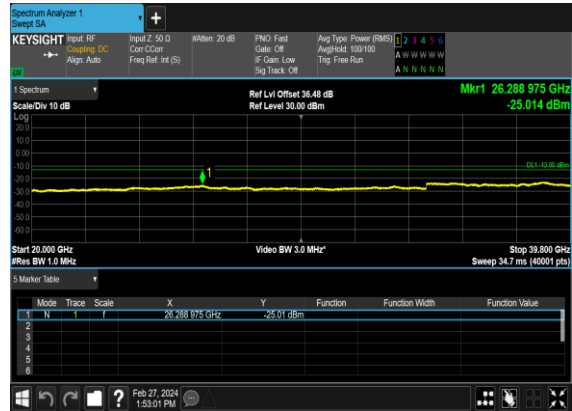 Spectrum Analyzer 1
Swept SA
+
KEYSIGHT Input: RF Input Z: 50 Ω #Atten: 20 dB PNO: Fast Avg Type: Power (RMS) 1 2 3 4 5 6
Coupling: DC Corr CCorr Gate: Off Avg|Hold: 100/100 A W W W W W
Align: Auto Freq Ref: Int (S) IF Gain: Low Trig: Free Run
Sig Track: Off A N N N N N
1 Spectrum Ref Lvl Offset 36.48 dB Mkr1 26.288 975 GHz
Scale/Div 10 dB Ref Level 30.00 dBm -25.014 dBm
Log
20.0
10.0
0.00
-10.0 DL1 -13.00 dBm
1
-20.0
-30.0
-40.0
-50.0
-60.0
Start 20.000 GHz Video BW 3.0 MHz* Stop 39.800 GHz
#Res BW 1.0 MHz Sweep 34.7 ms (40001 pts)
5 Marker Table
Mode Trace Scale X Y Function Function Width Function Value
1 N 1 f 26.288 975 GHz -25.01 dBm
2
3
4
5
6
? Feb 27, 2024
1:53:01 PM